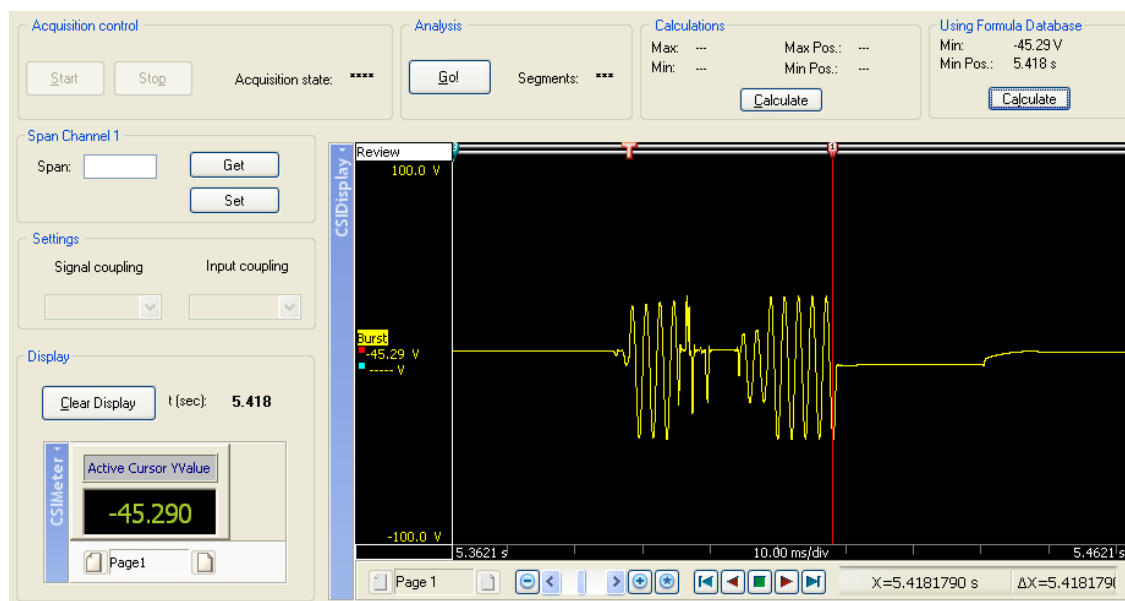 Acquisition control
Start Stop Acquisition state: ****
Analysis
Go! Segments: ***
Calculations
Max: --- Max Pos.: ---
Min: --- Min Pos.: ---
Calculate
Using Formula Database
Min: -45.29 V
Min Pos.: 5.418 s
Calculate
Span Channel 1
Span: Get
Set
Settings
Signal coupling Input coupling
Display
Clear Display t (sec): 5.418
CSIMeter
Active Cursor YValue
-45.290
Page1
CSIDisplay
Review
100.0 V
T 1
Burst
-45.29 V
----- V
-100.0 V
5.3621 s 10.00 ms/div 5.4621 s
Page 1 X=5.4181790 s ΔX=5.418179